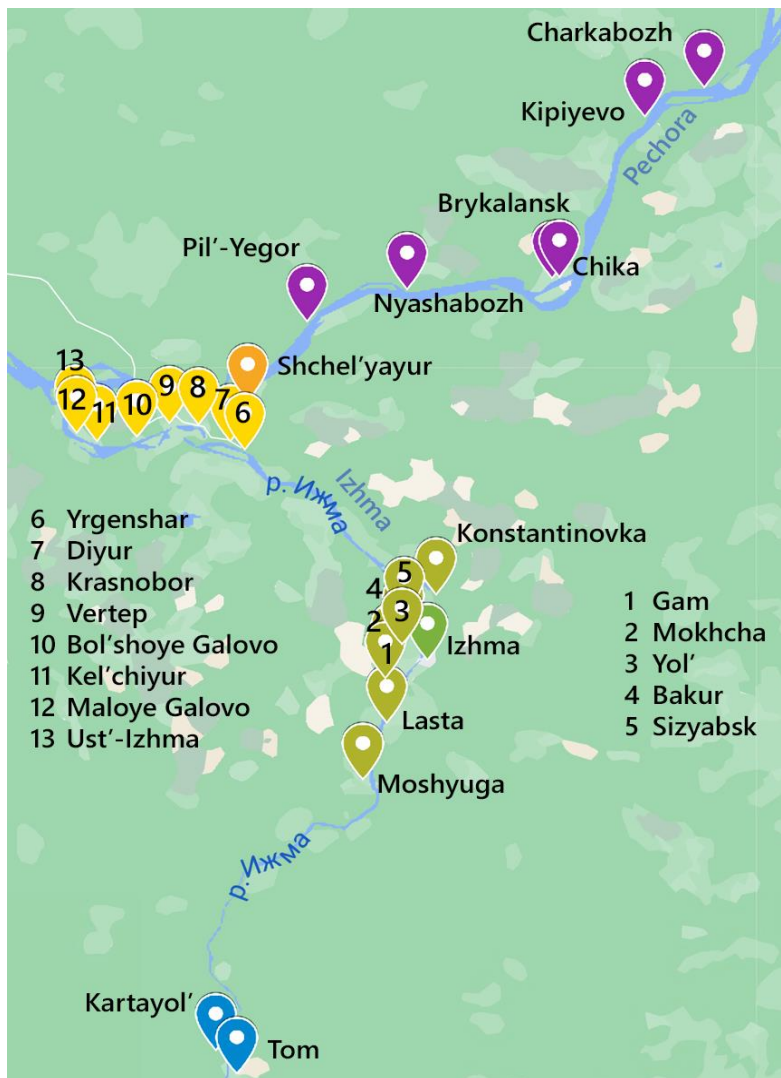 Charkabozh
Kipiyevo
Pechora
Brykalansk
Pil’-Yegor
Chika
Nyashabozh
Shchel’yayur
13
12
11
10
9
8
7
6
р. Ижма
Izhma
Konstantinovka
5
4
3
2
1
Izhma
Lasta
Moshyuga
6 Yrgenshar
7 Diyur
8 Krasnobor
9 Vertep
10 Bol’shoye Galovo
11 Kel’chiyur
12 Maloye Galovo
13 Ust’-Izhma
1 Gam
2 Mokhcha
3 Yol’
4 Bakur
5 Sizyabsk
р. Ижма
Kartayol’
Tom